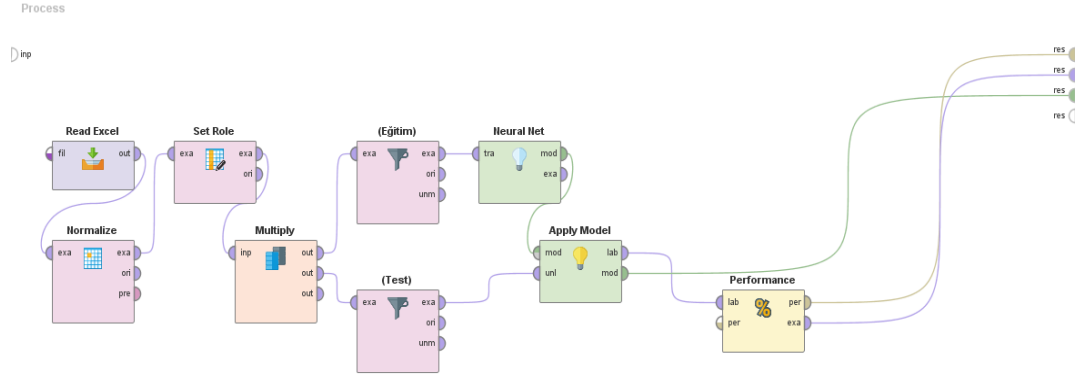 Process
inp
res
res
res
res
Read Excel
fil
out
Set Role
exa
exa
ori
(Eğitim)
exa
exa
ori
unm
Neural Net
tra
mod
exa
Normalize
exa
exa
ori
pre
Multiply
inp
out
out
out
Apply Model
mod
lab
unl
mod
(Test)
exa
exa
ori
unm
Performance
lab
per
per
exa
%